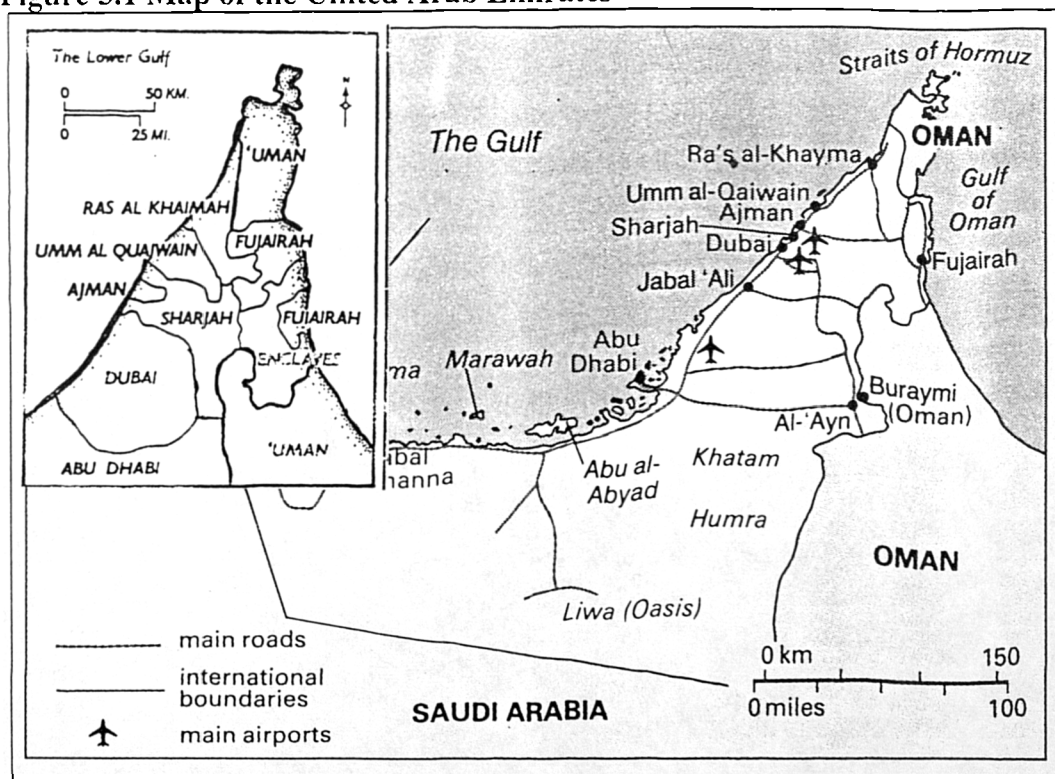 Figure 3.1 Map of the United Arab Emirates
The Lower Gulf
0 50 KM.
0 25 MI.
N
'UMAN
RAS AL KHAIMAH
FUJAIRAH
UMM AL QUAIWAIN
AJMAN
SHARJAH
FUJAIRAH
ENCLAVES
DUBAI
'UMAN
ABU DHABI
Straits of Hormuz
The Gulf
OMAN
Ra's al-Khayma
Gulf
of
Oman
Umm al-Qaiwain
Ajman
Sharjah
Dubai
Fujairah
Jabal 'Ali
Abu
Dhabi
Marawah
ma
Buraymi
(Oman)
Al-'Ayn
Abu al-
Abyad
Khatam
Humra
OMAN
Liwa (Oasis)
main roads
international
boundaries
main airports
SAUDI ARABIA
0 km 150
0 miles 100